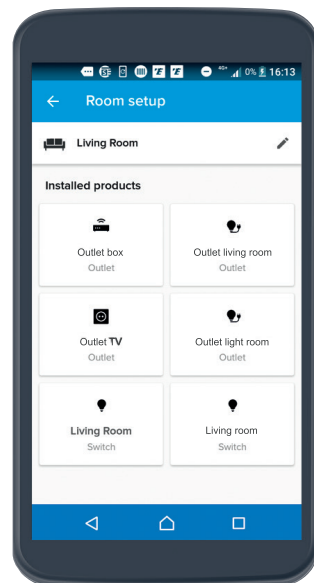 4G+ 0% 16:13
Room setup
Living Room
Installed products
Outlet box
Outlet
Outlet living room
Outlet
Outlet TV
Outlet
Outlet light room
Outlet
Living Room
Switch
Living room
Switch